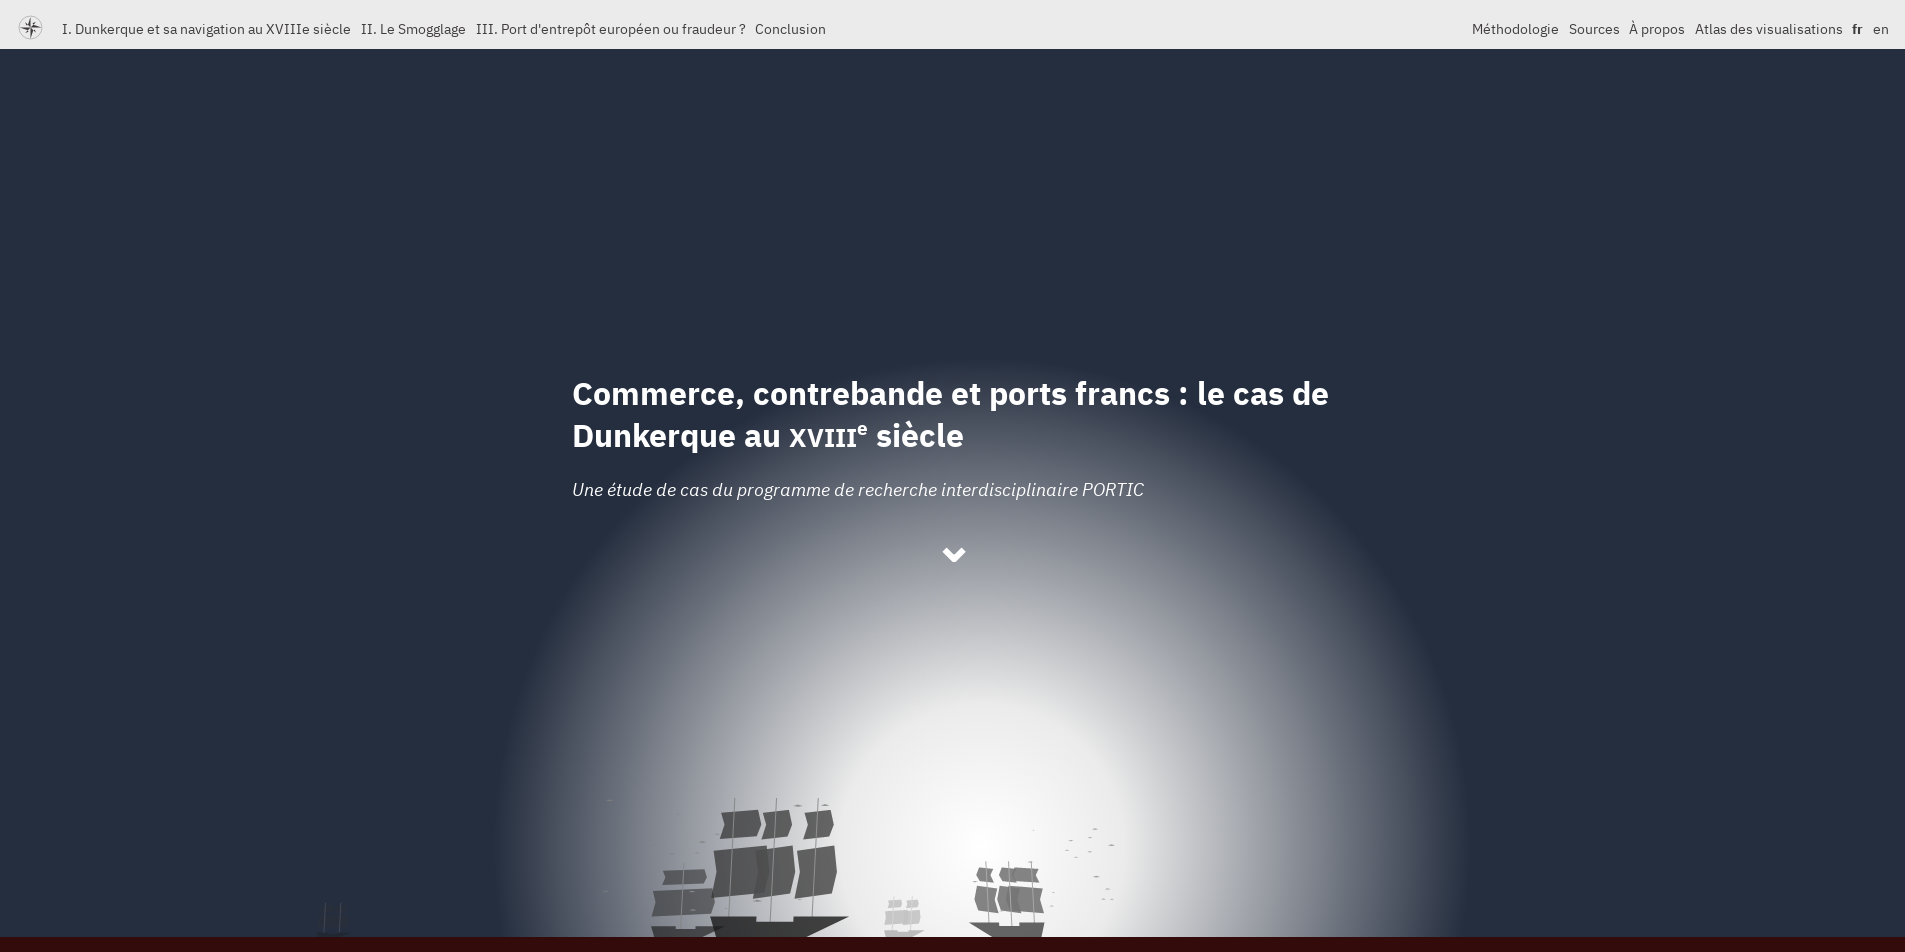 I. Dunkerque et sa navigation au XVIIIe siècle II. Le Smogglage III. Port d'entrepôt européen ou fraudeur ? Conclusion Méthodologie Sources À propos Atlas des visualisations fr en
Commerce, contrebande et ports francs : le cas de
Dunkerque au XVIIIe siècle
Une étude de cas du programme de recherche interdisciplinaire PORTIC